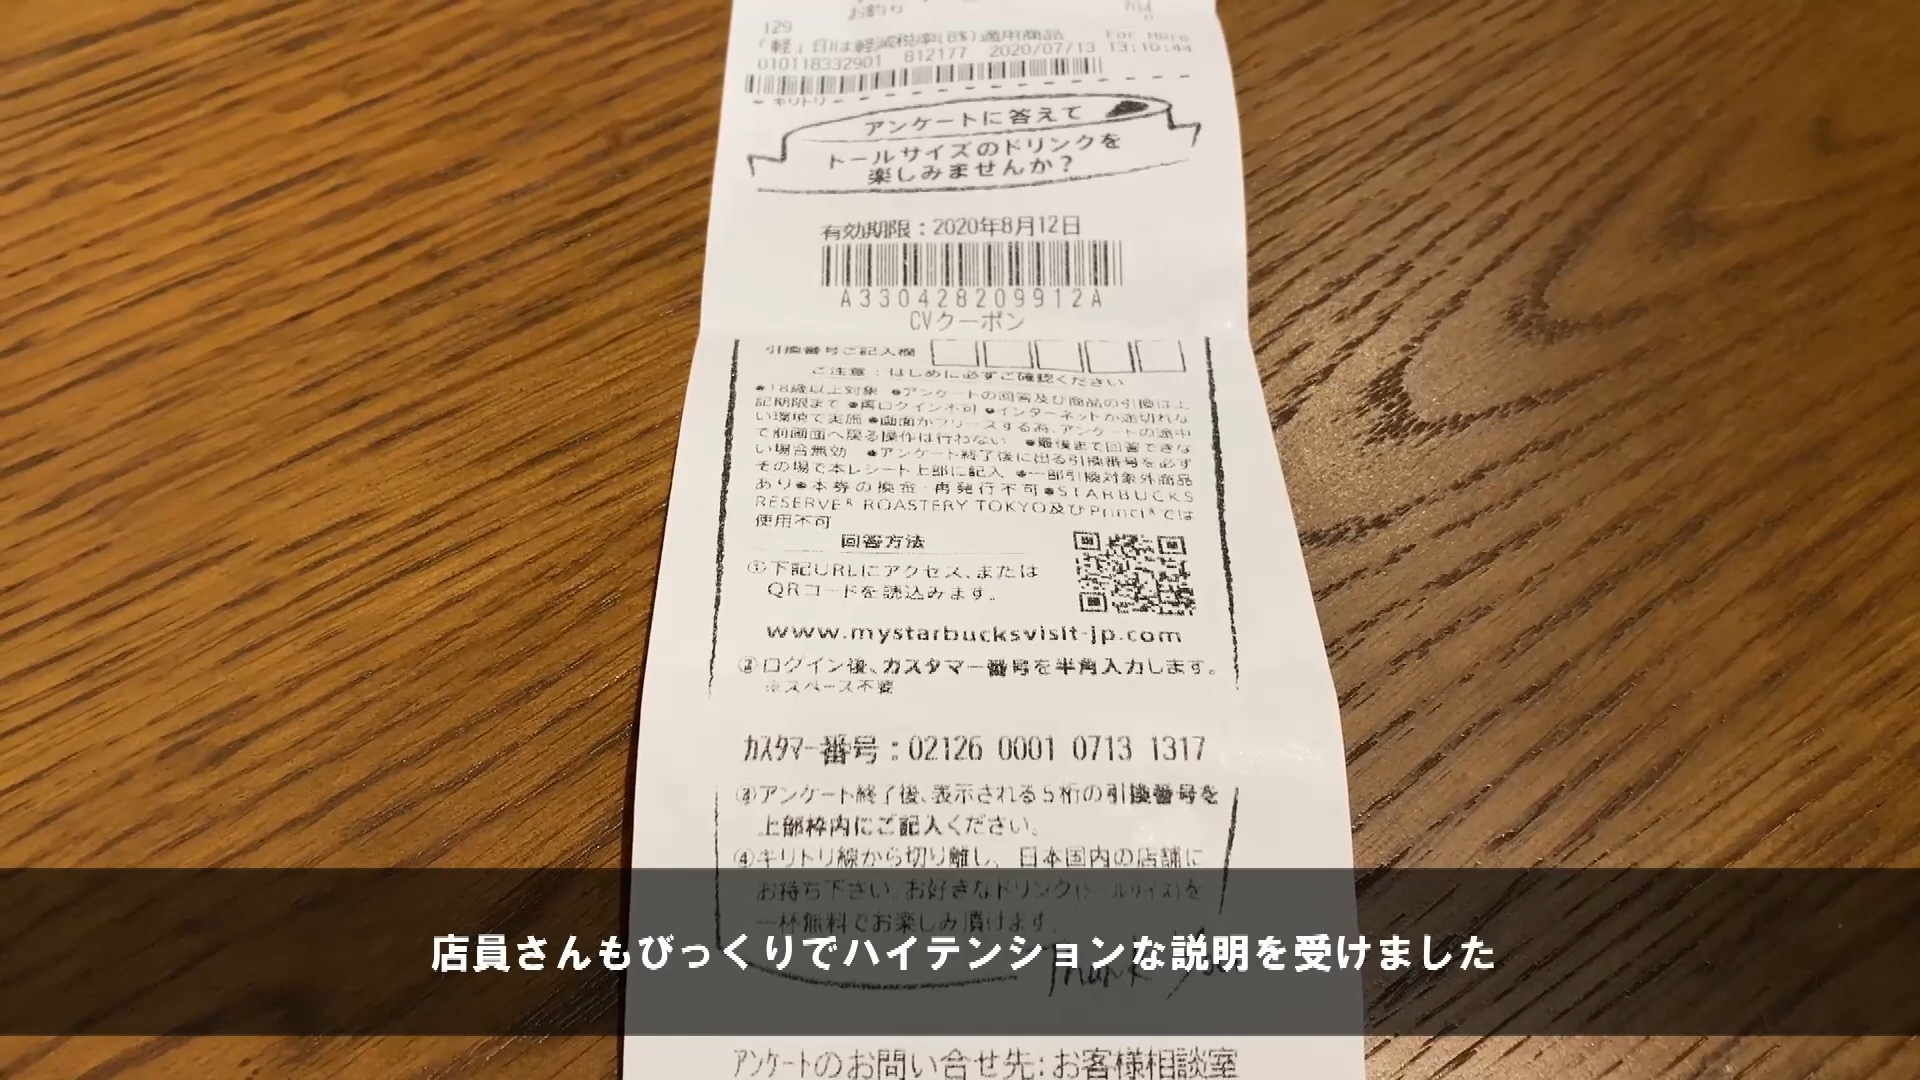 お釣り
129
「軽」印は軽減税率(8%)適用商品 For Here
010118332901 812177 2020/07/13 13:10:44
キリトリ
アンケートに答えて
トールサイズのドリンクを
楽しみませんか？
有効期限：2020年8月12日
A330428209912A
CVクーポン
引換番号ご記入欄
ご注意：はじめに必ずご確認ください
●18歳以上対象 ●アンケートの回答及び商品の引換は上
記期限まで ●再ログイン不可 ●インターネットが途切れな
い環境で実施 ●画面がフリーズする為、アンケートの途中
で前画面へ戻る操作は行わない ●最後まで回答できな
い場合無効 ●アンケート終了後に出る引換番号を必ず
その場で本レシート上部に記入 ●一部引換対象外商品
あり●本券の換金・再発行不可●STARBUCKS
RESERVE® ROASTERY TOKYO及びPrinci® では
使用不可
回答方法
①下記URLにアクセス、または
QRコードを読込みます。
www.mystarbucksvisit-jp.com
②ログイン後、カスタマー番号を半角入力します。
※スペース不要
ｶｽﾀﾏｰ番号：02126 0001 0713 1317
③アンケート終了後、表示される5桁の引換番号を
上部枠内にご記入ください。
④キリトリ線から切り離し、日本国内の店舗に
お持ち下さい。お好きなドリンク(トールサイズ)を
一杯無料でお楽しみ頂けます。
Thank You
店員さんもびっくりでハイテンションな説明を受けました
ｱﾝｹｰﾄのお問い合せ先：お客様相談室